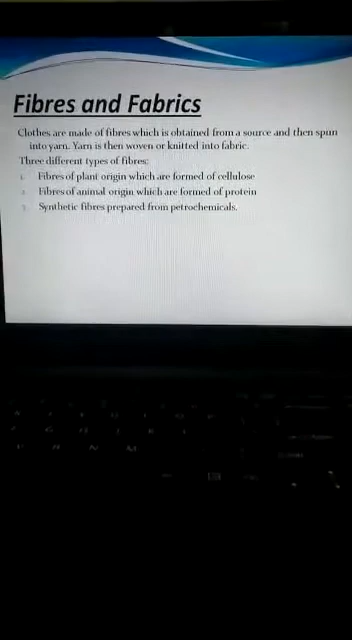 Fibres and Fabrics
Clothes are made of fibres which is obtained from a source and then spun
into yarn. Yarn is then woven or knitted into fabric.
Three different types of fibres:
1. Fibres of plant origin which are formed of cellulose
2. Fibres of animal origin which are formed of protein
3. Synthetic fibres prepared from petrochemicals.